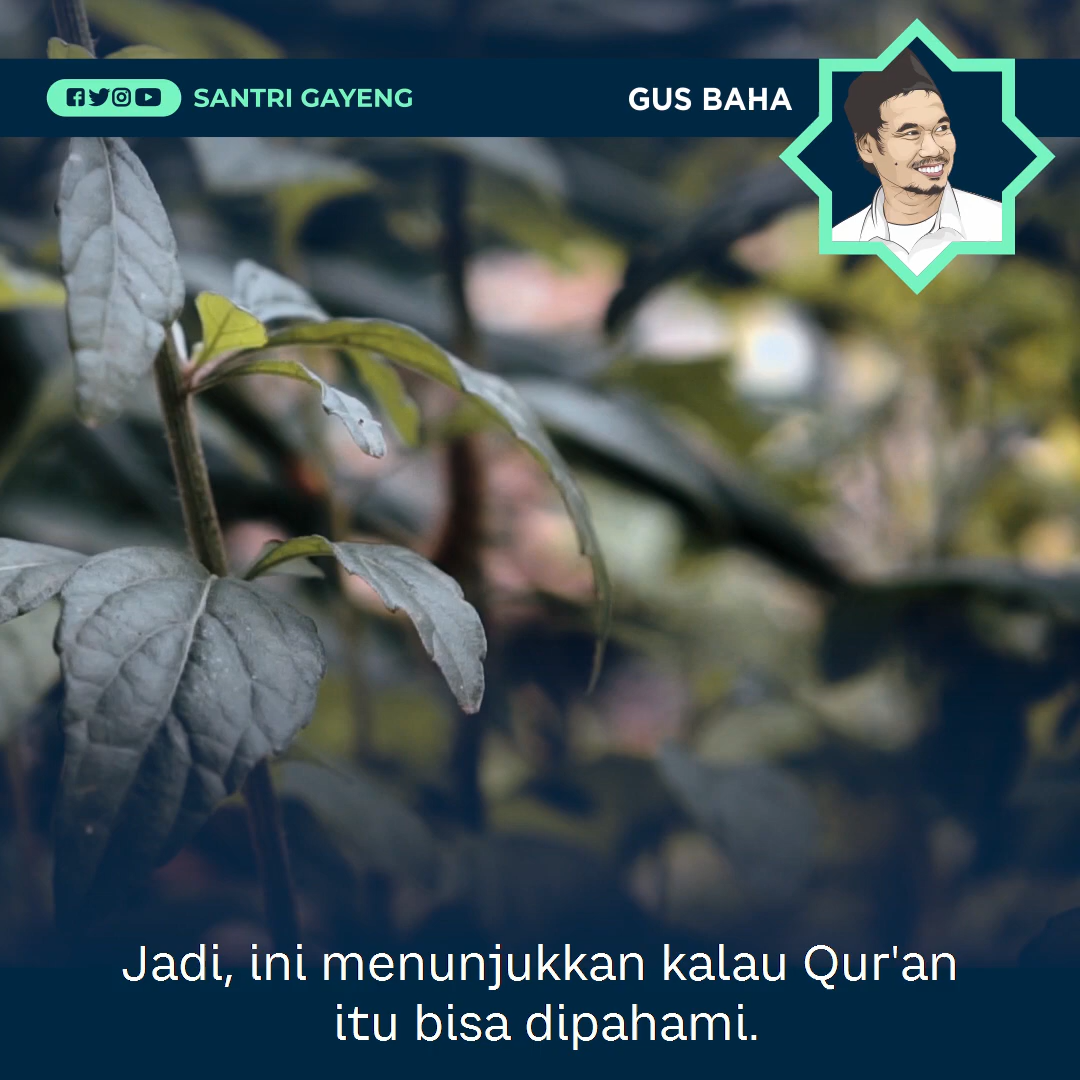 SANTRI GAYENG
GUS BAHA
Jadi, ini menunjukkan kalau Qur'an
itu bisa dipahami.